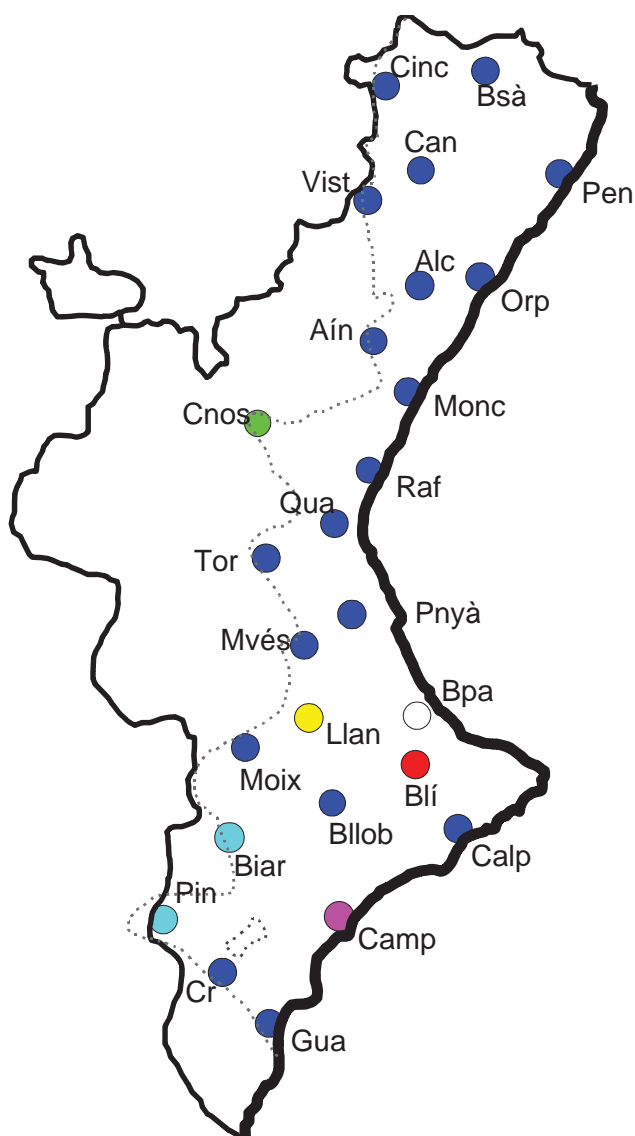 Cinc
Bsà
Can
Vist
Pen
Alc
Orp
Aín
Monc
Cnos
Raf
Qua
Tor
Pnyà
Mvés
Bpa
Llan
Moix
Blí
Bllob
Calp
Biar
Pin
Camp
Cr
Gua